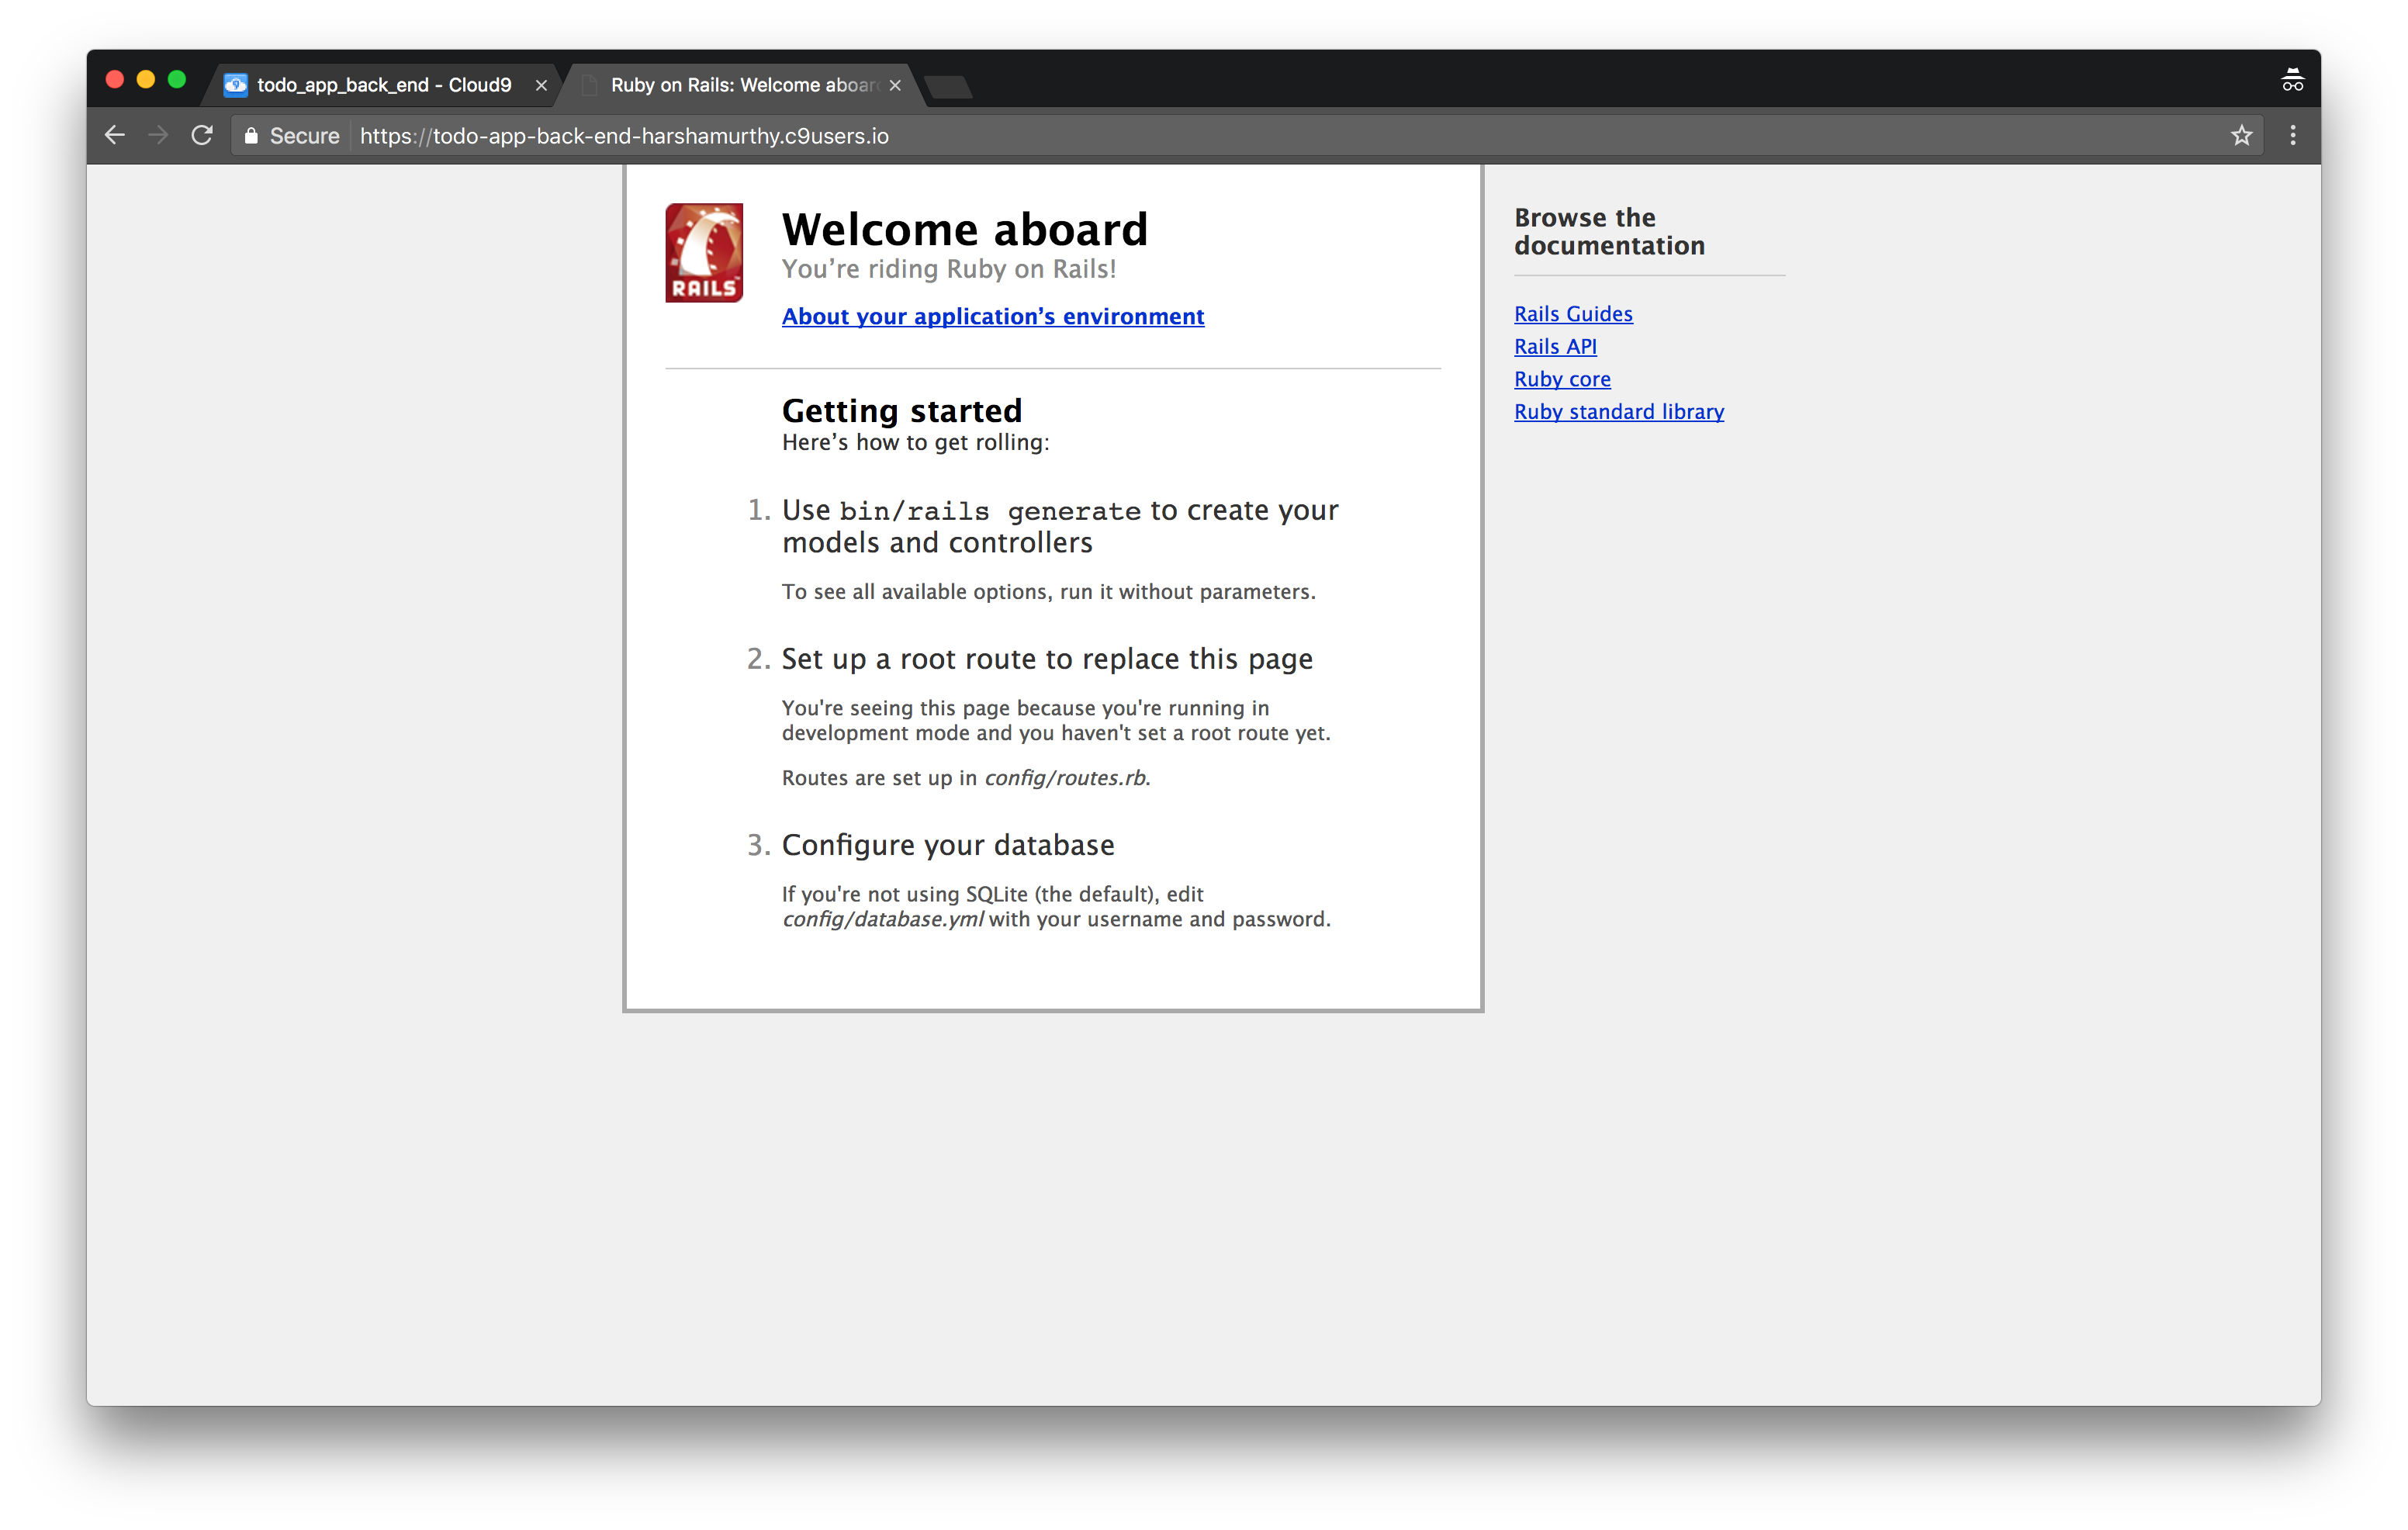 todo_app_back_end - Cloud9
Ruby on Rails: Welcome aboar
Secure
https://todo-app-back-end-harshamurthy.c9users.io
RAILS
Welcome aboard
You’re riding Ruby on Rails!
About your application’s environment
Getting started
Here’s how to get rolling:
1. Use bin/rails generate to create your
models and controllers
To see all available options, run it without parameters.
2. Set up a root route to replace this page
You're seeing this page because you're running in
development mode and you haven't set a root route yet.
Routes are set up in config/routes.rb.
3. Configure your database
If you're not using SQLite (the default), edit
config/database.yml with your username and password.
Browse the
documentation
Rails Guides
Rails API
Ruby core
Ruby standard library